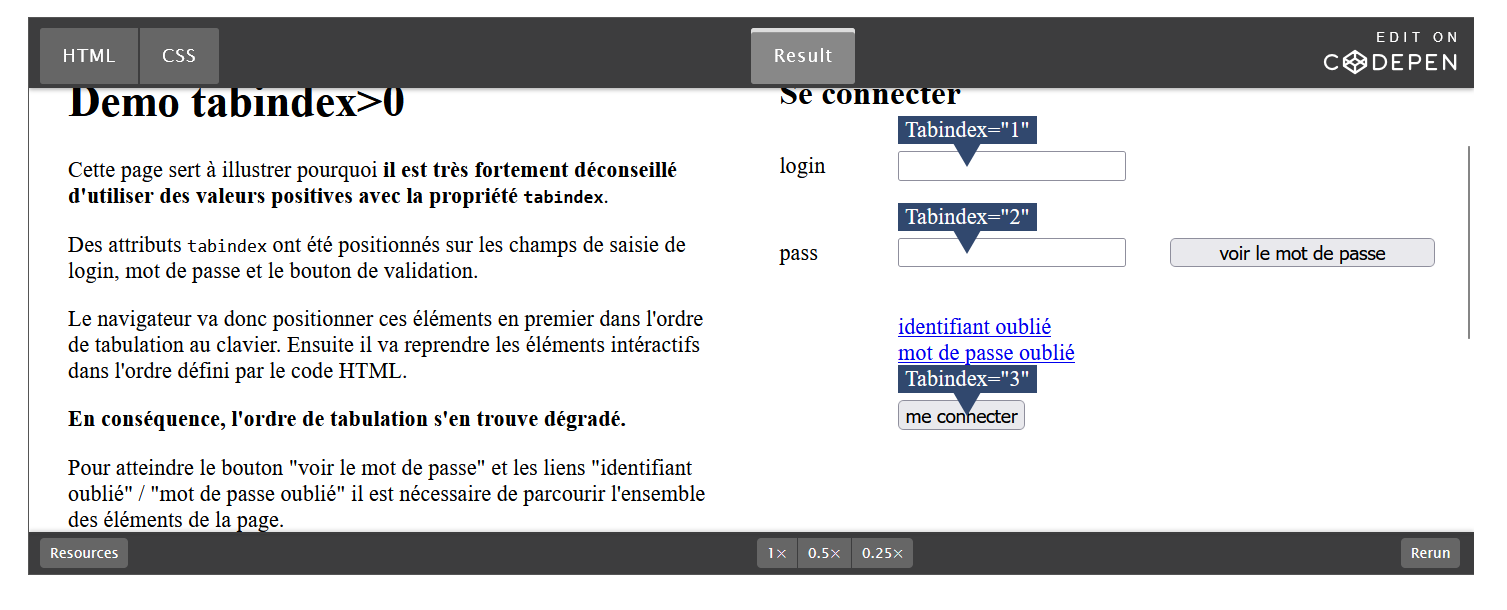 HTML
CSS
Result
EDIT ON
CODEPEN
Demo tabindex>0
Cette page sert à illustrer pourquoi il est très fortement déconseillé
d'utiliser des valeurs positives avec la propriété tabindex.
Des attributs tabindex ont été positionnés sur les champs de saisie de
login, mot de passe et le bouton de validation.
Le navigateur va donc positionner ces éléments en premier dans l'ordre
de tabulation au clavier. Ensuite il va reprendre les éléments intéractifs
dans l'ordre défini par le code HTML.
En conséquence, l'ordre de tabulation s'en trouve dégradé.
Pour atteindre le bouton "voir le mot de passe" et les liens "identifiant
oublié" / "mot de passe oublié" il est nécessaire de parcourir l'ensemble
des éléments de la page.
Se connecter
Tabindex="1"
login
Tabindex="2"
pass
voir le mot de passe
identifiant oublié
mot de passe oublié
Tabindex="3"
me connecter
Resources
1×
0.5×
0.25×
Rerun